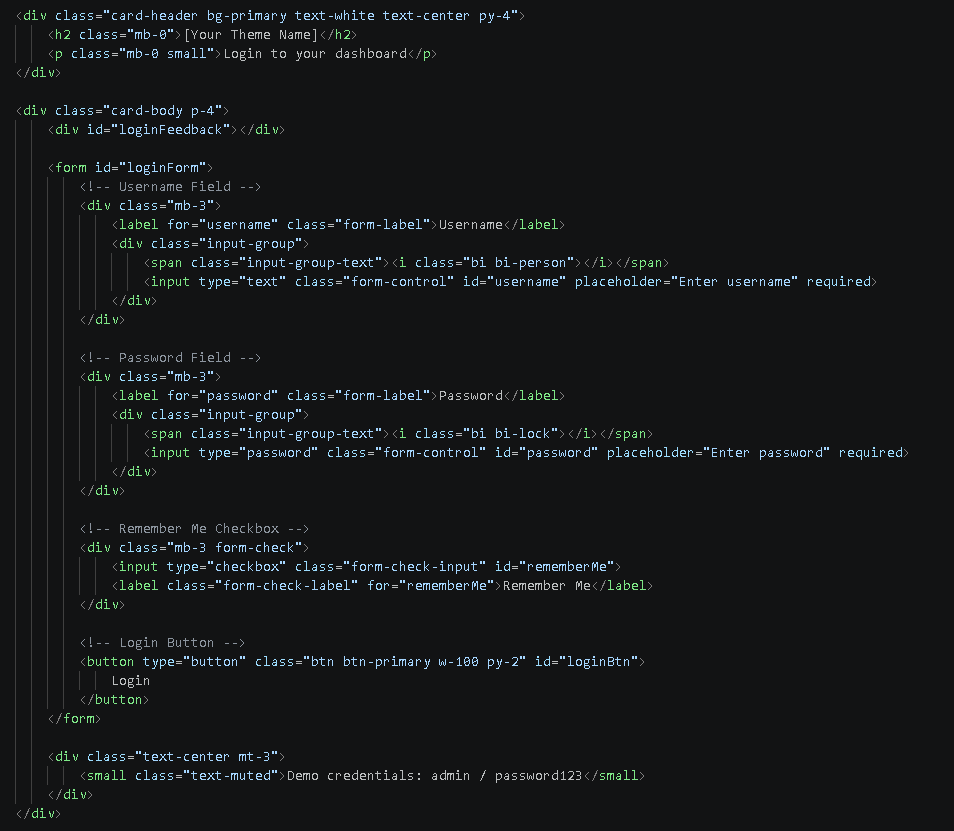 <div class="card-header bg-primary text-white text-center py-4">
<h2 class="mb-0">[Your Theme Name]</h2>
<p class="mb-0 small">Login to your dashboard</p>
</div>
<div class="card-body p-4">
<div id="loginFeedback"></div>
<form id="loginForm">
<!-- Username Field -->
<div class="mb-3">
<label for="username" class="form-label">Username</label>
<div class="input-group">
<span class="input-group-text"><i class="bi bi-person"></i></span>
<input type="text" class="form-control" id="username" placeholder="Enter username" required>
</div>
</div>
<!-- Password Field -->
<div class="mb-3">
<label for="password" class="form-label">Password</label>
<div class="input-group">
<span class="input-group-text"><i class="bi bi-lock"></i></span>
<input type="password" class="form-control" id="password" placeholder="Enter password" required>
</div>
</div>
<!-- Remember Me Checkbox -->
<div class="mb-3 form-check">
<input type="checkbox" class="form-check-input" id="rememberMe">
<label class="form-check-label" for="rememberMe">Remember Me</label>
</div>
<!-- Login Button -->
<button type="button" class="btn btn-primary w-100 py-2" id="loginBtn">
Login
</button>
</form>
<div class="text-center mt-3">
<small class="text-muted">Demo credentials: admin / password123</small>
</div>
</div>